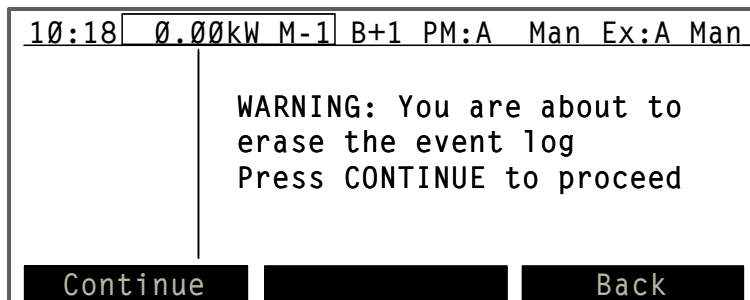 10:18 0.00kW M-1 B+1 PM:A Man Ex:A Man
WARNING: You are about to
erase the event log
Press CONTINUE to proceed
Continue Back